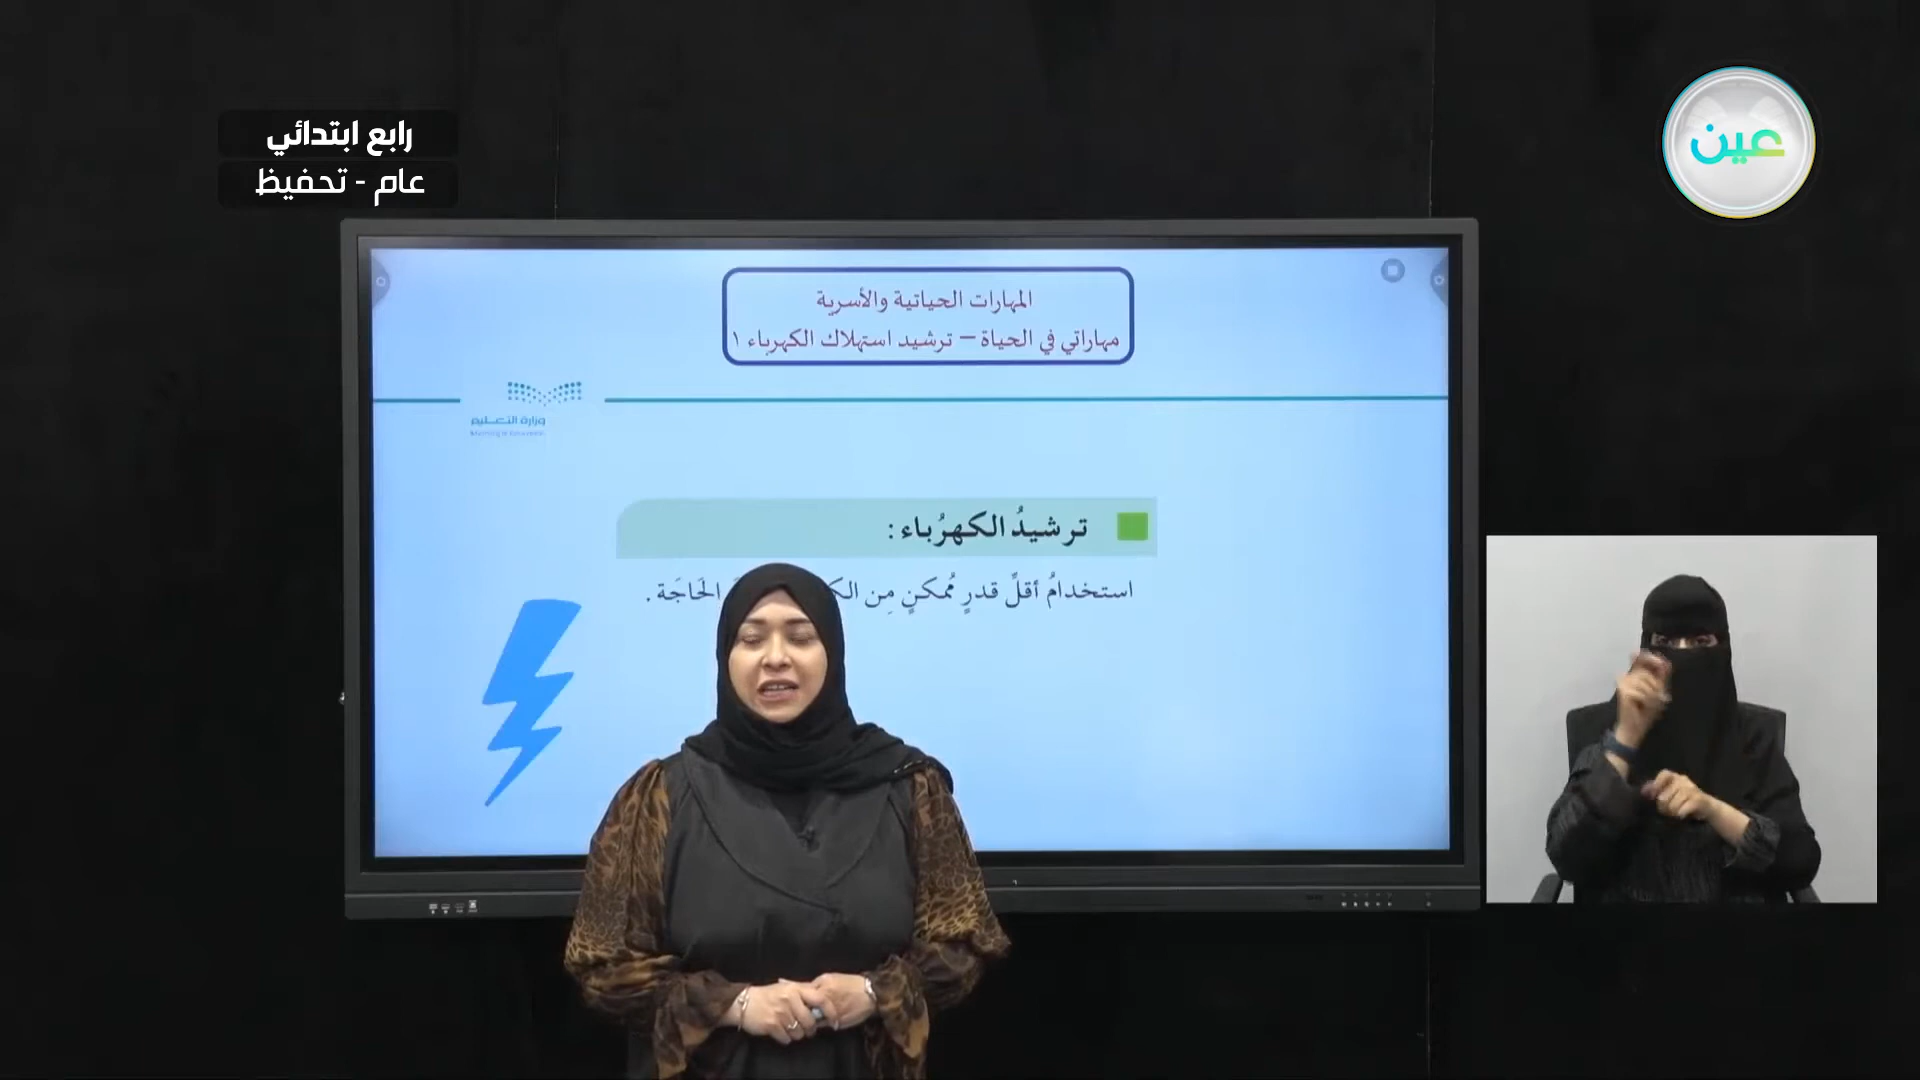 رابع ابتدائي
عام - تحفيظ
عين
المهارات الحياتية والأسرية
مهاراتي في الحياة – ترشيد استهلاك الكهرباء ١
وزارة التعليم
ترشيدُ الكهرُباء :
استخدامُ أقلِّ قدرٍ مُمكنٍ مِن الحَاجَة .